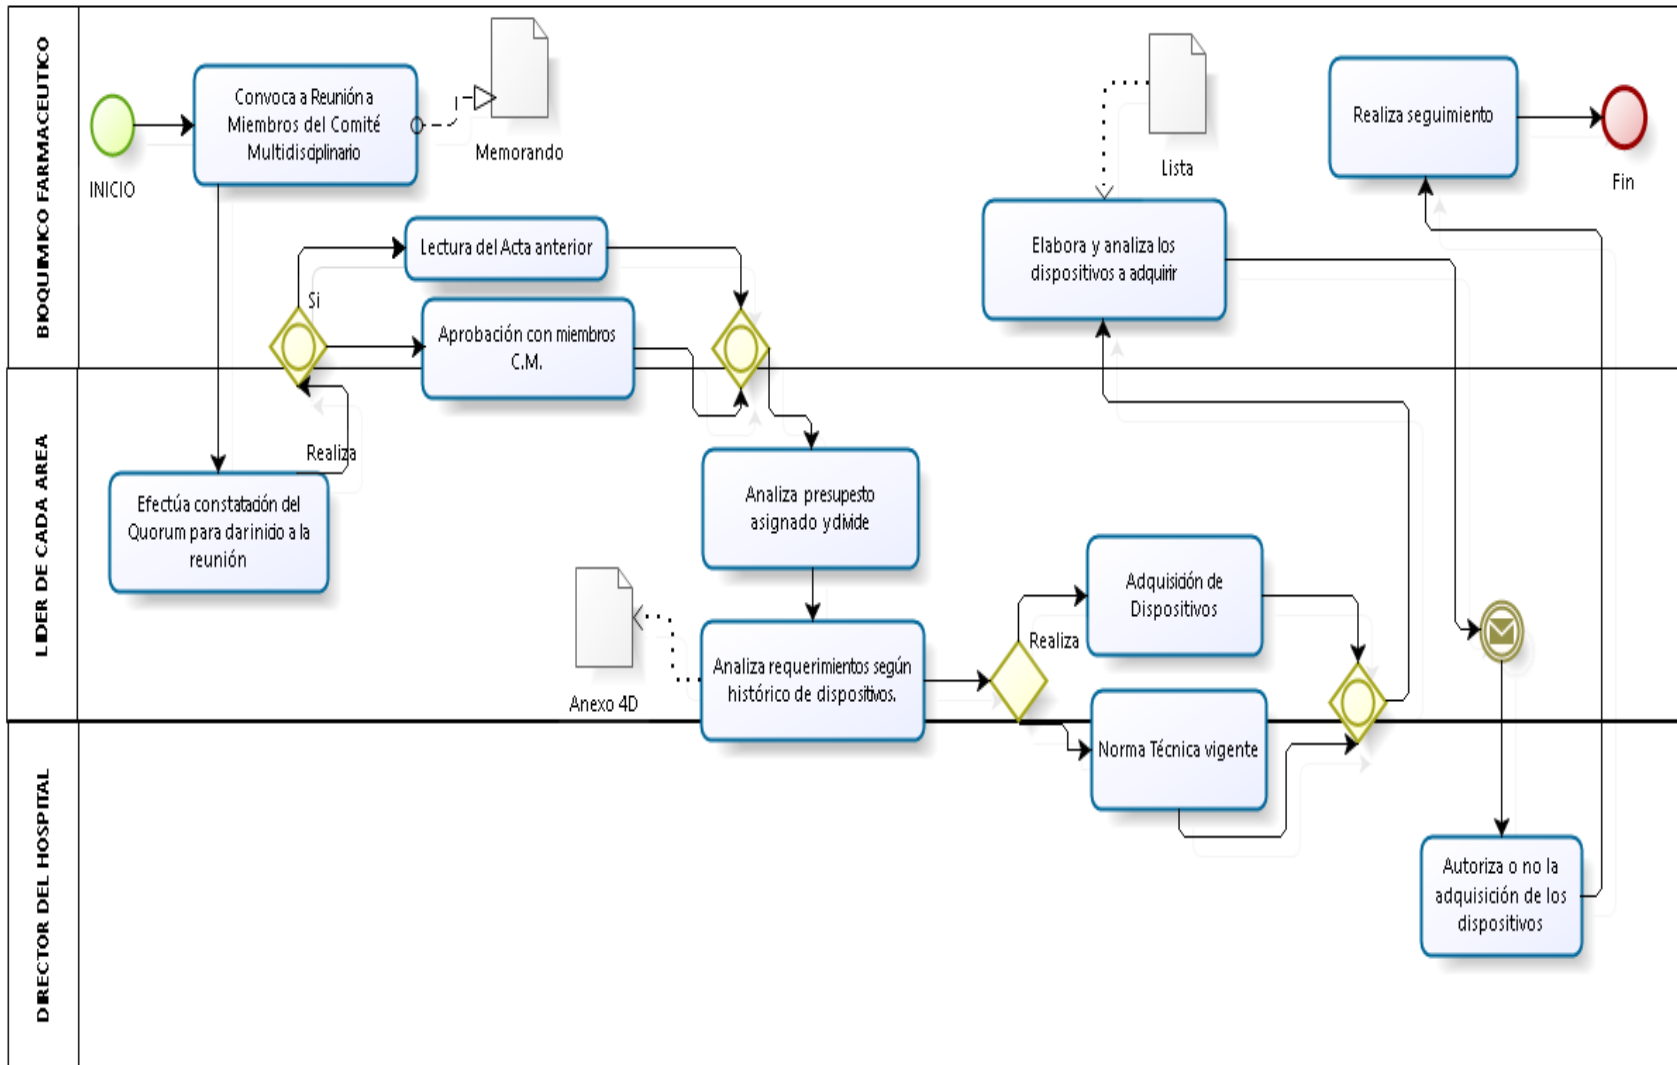 BIOQUIMICO FARMACEUTICO
INICIO
Convoca a Reunión a
Miembros del Comité
Multidisciplinario
Memorando
Lista
Realiza seguimiento
Fin
Si
Lectura del Acta anterior
Aprobación con miembros
C.M.
Elabora y analiza los
dispositivos a adquirir
LIDER DE CADA AREA
Realiza
Efectúa constatación del
Quorum para dar inicio a la
reunión
Analiza presupesto
asignado y divide
Anexo 4D
Analiza requerimientos según
histórico de dispositivos.
Realiza
Adquisición de
Dispositivos
Norma Técnica vigente
DIRECTOR DEL HOSPITAL
Autoriza o no la
adquisición de los
dispositivos